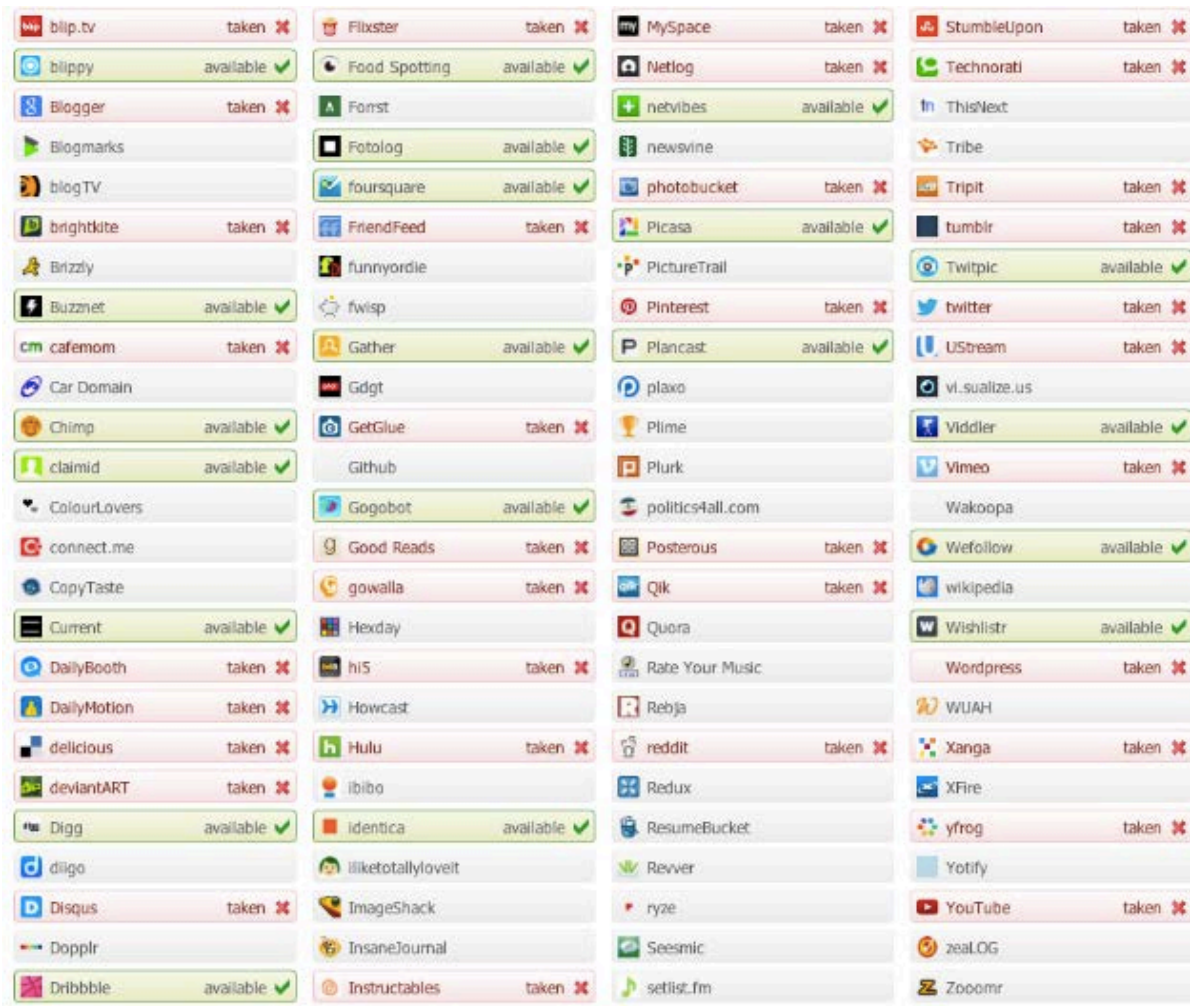 blip.tv taken
blippy available
Blogger taken
Blogmarks
blogTV
brightkite taken
Brizzly
Buzznet available
cafemom taken
Car Domain
Chimp available
claimid available
ColourLovers
connect.me
CopyTaste
Current available
DailyBooth taken
DailyMotion taken
delicious taken
deviantART taken
Digg available
diigo
Disqus taken
Dopplr
Dribbble available
Flixster taken
Food Spotting available
Forrst
Fotolog available
foursquare available
FriendFeed taken
funnyordie
fwisp
Gather available
Gdgt
GetGlue taken
Github
Gogobot available
Good Reads taken
gowalla taken
Hexday
hi5 taken
Howcast
Hulu taken
ibibo
identica available
iliketotallyloveit
ImageShack
InsaneJournal
Instructables taken
MySpace taken
Netlog taken
netvibes available
newsvine
photobucket taken
Picasa available
PictureTrail
Pinterest taken
Plancast available
plaxo
Plime
Plurk
politics4all.com
Posterous taken
Qik taken
Quora
Rate Your Music
Rebja
reddit taken
Redux
ResumeBucket
Revver
ryze
Seesmic
setlist.fm
StumbleUpon taken
Technorati taken
ThisNext
Tribe
Tripit taken
tumblr taken
Twitpic available
twitter taken
UStream taken
vi.sualize.us
Viddler available
Vimeo taken
Wakoopa
Wefollow available
wikipedia
Wishlistr available
Wordpress taken
WUAH
Xanga taken
XFire
yfrog taken
Yotify
YouTube taken
zeaLOG
Zooomr